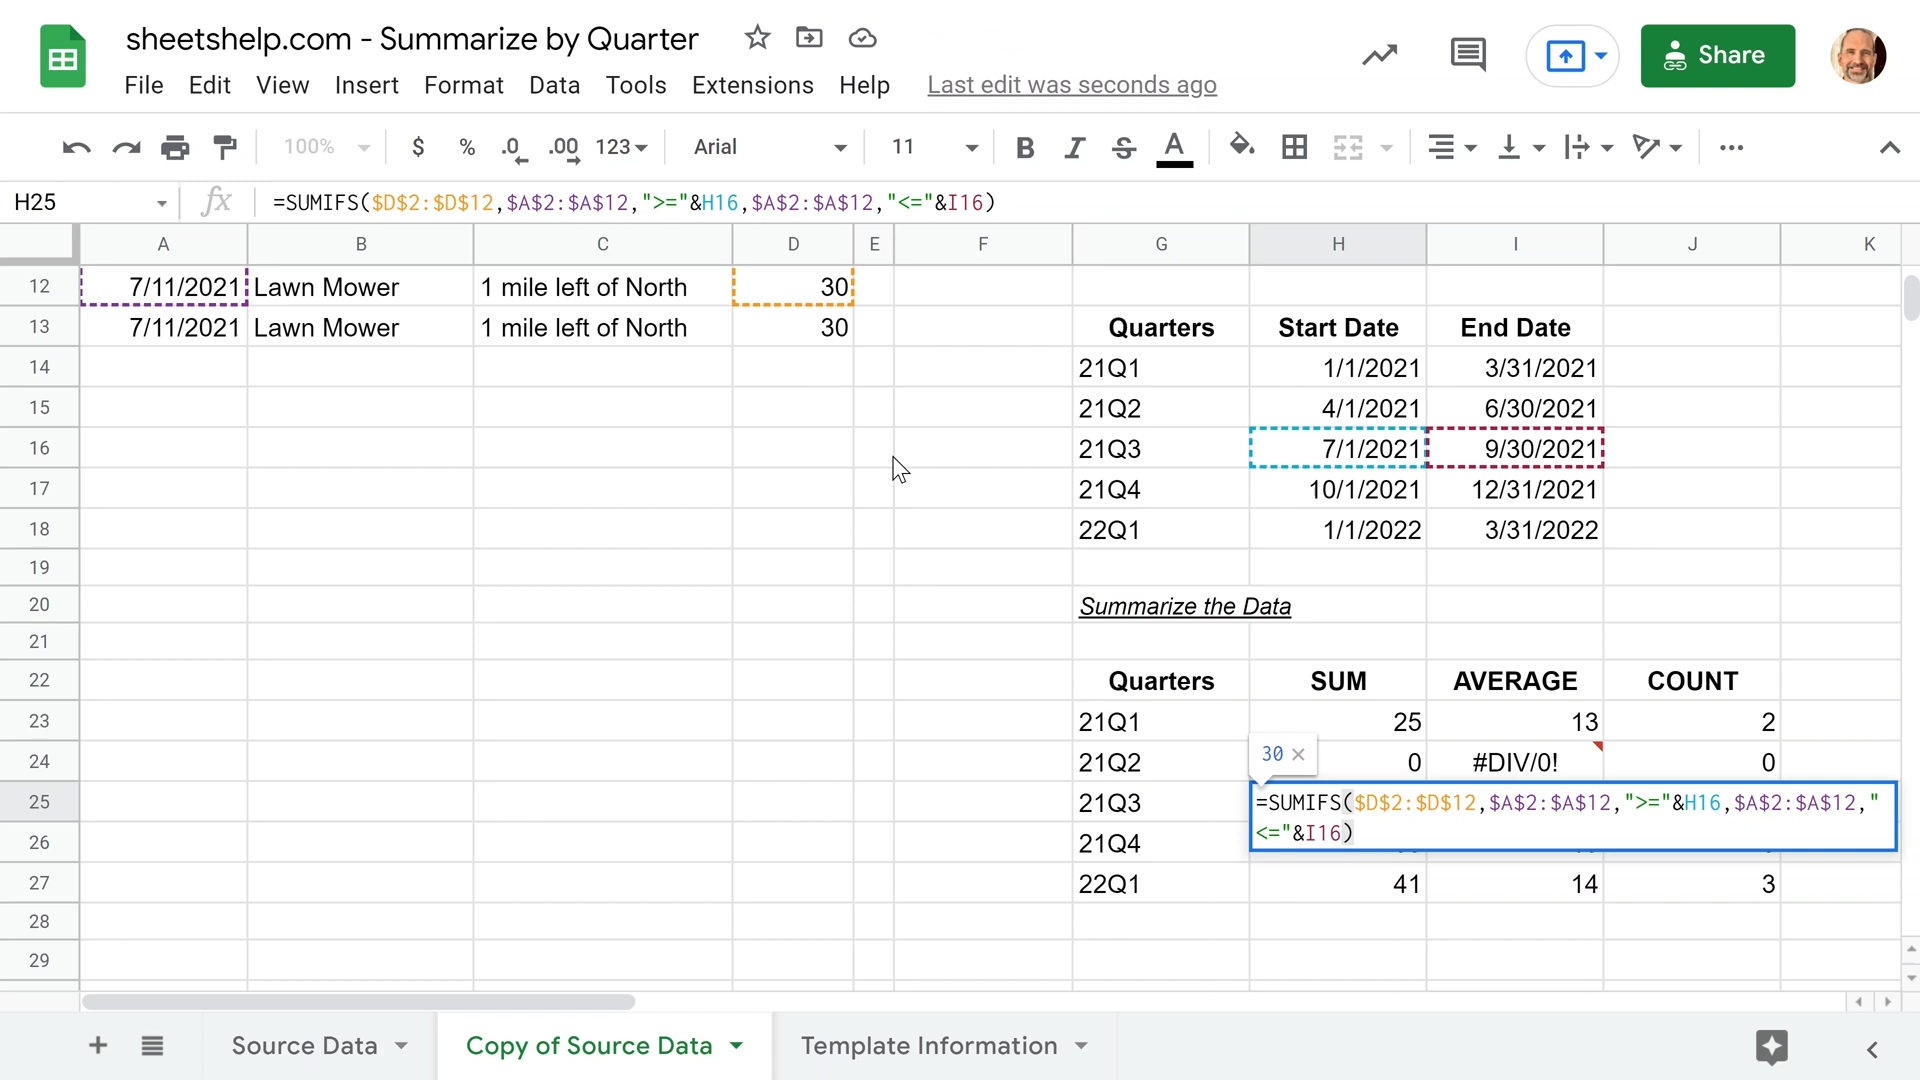 sheetshelp.com - Summarize by Quarter
File Edit View Insert Format Data Tools Extensions Help Last edit was seconds ago
Share
100% $ % .0 .00 123 Arial 11 B I S A
H25 fx =SUMIFS($D$2:$D$12,$A$2:$A$12,">="&H16,$A$2:$A$12,"<="&I16)
A B C D E F G H I J K
12 7/11/2021 Lawn Mower 1 mile left of North 30
13 7/11/2021 Lawn Mower 1 mile left of North 30 Quarters Start Date End Date
14 21Q1 1/1/2021 3/31/2021
15 21Q2 4/1/2021 6/30/2021
16 21Q3 7/1/2021 9/30/2021
17 21Q4 10/1/2021 12/31/2021
18 22Q1 1/1/2022 3/31/2022
19
20 Summarize the Data
21
22 Quarters SUM AVERAGE COUNT
23 21Q1 25 13 2
30 ×
24 21Q2 0 #DIV/0! 0
25 21Q3 =SUMIFS($D$2:$D$12,$A$2:$A$12,">="&H16,$A$2:$A$12,"
<="&I16)
26 21Q4
27 22Q1 41 14 3
28
29
+ Source Data Copy of Source Data Template Information